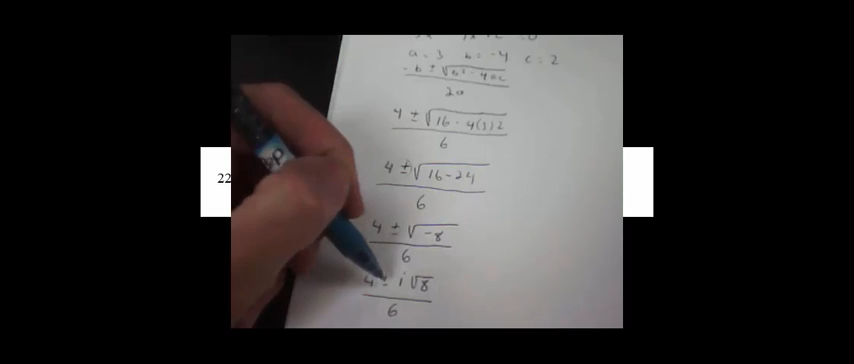 a = 3 b = -4 c = 2
-b ± √b² - 4ac
2a
4 ± √16 - 4(3)2
6
4 ± √16-24
6
22
4 ± √-8
6
4 ± i√8
6